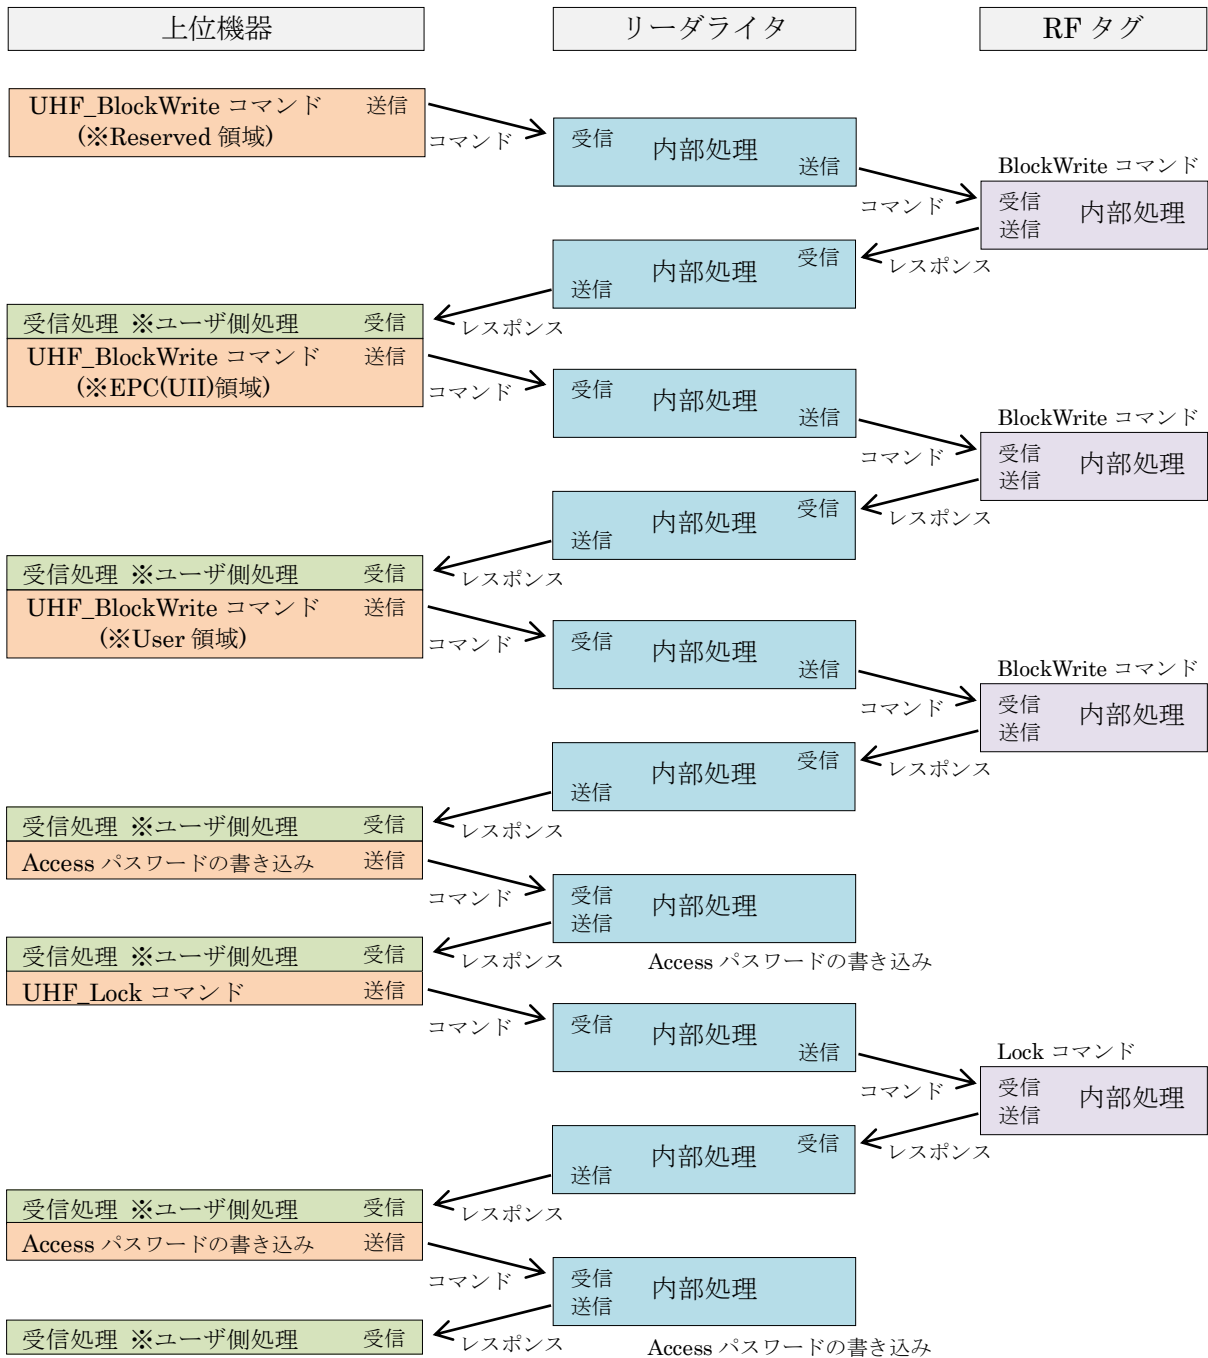 上位機器
リーダライタ
RF タグ
UHF_BlockWrite コマンド 送信
(※Reserved 領域)
コマンド
受信
内部処理
送信
BlockWrite コマンド
コマンド
受信
内部処理
送信
レスポンス
受信
内部処理
送信
レスポンス
受信処理 ※ユーザ側処理 受信
UHF_BlockWrite コマンド 送信
(※EPC(UII)領域)
コマンド
受信
内部処理
送信
BlockWrite コマンド
コマンド
受信
内部処理
送信
レスポンス
受信
内部処理
送信
レスポンス
受信処理 ※ユーザ側処理 受信
UHF_BlockWrite コマンド 送信
(※User 領域)
コマンド
受信
内部処理
送信
BlockWrite コマンド
コマンド
受信
内部処理
送信
レスポンス
受信
内部処理
送信
レスポンス
受信処理 ※ユーザ側処理 受信
Access パスワードの書き込み 送信
コマンド
受信
内部処理
送信
Access パスワードの書き込み
レスポンス
受信処理 ※ユーザ側処理 受信
UHF_Lock コマンド 送信
コマンド
受信
内部処理
送信
Lock コマンド
コマンド
受信
内部処理
送信
レスポンス
受信
内部処理
送信
レスポンス
受信処理 ※ユーザ側処理 受信
Access パスワードの書き込み 送信
コマンド
受信
内部処理
送信
Access パスワードの書き込み
レスポンス
受信処理 ※ユーザ側処理 受信